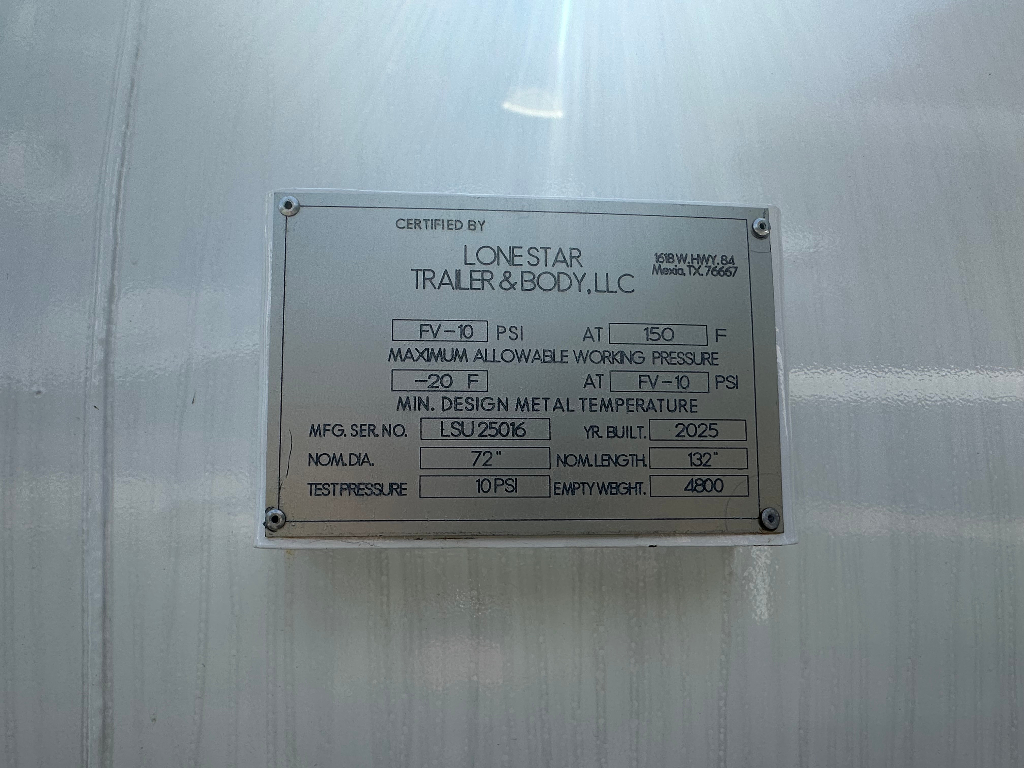 CERTIFIED BY
LONE STAR
TRAILER & BODY, LLC
1618 W. HWY. 84
Mexia, TX. 76667
FV-10 PSI AT 150 F
MAXIMUM ALLOWABLE WORKING PRESSURE
-20 F AT FV-10 PSI
MIN. DESIGN METAL TEMPERATURE
MFG. SER. NO. LSU 25016 YR. BUILT. 2025
NOM. DIA. 72" NOM. LENGTH. 132"
TEST PRESSURE 10 PSI EMPTY WEIGHT. 4800